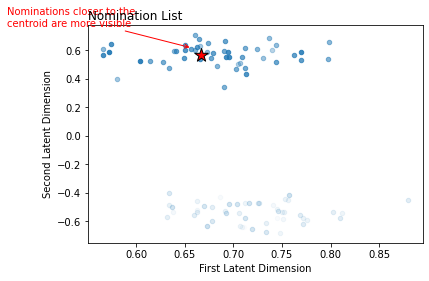 Nominations closer to the
centroid are more visible
Nomination List
Second Latent Dimension
0.6
0.4
0.2
0.0
−0.2
−0.4
−0.6
0.60
0.65
0.70
0.75
0.80
0.85
First Latent Dimension